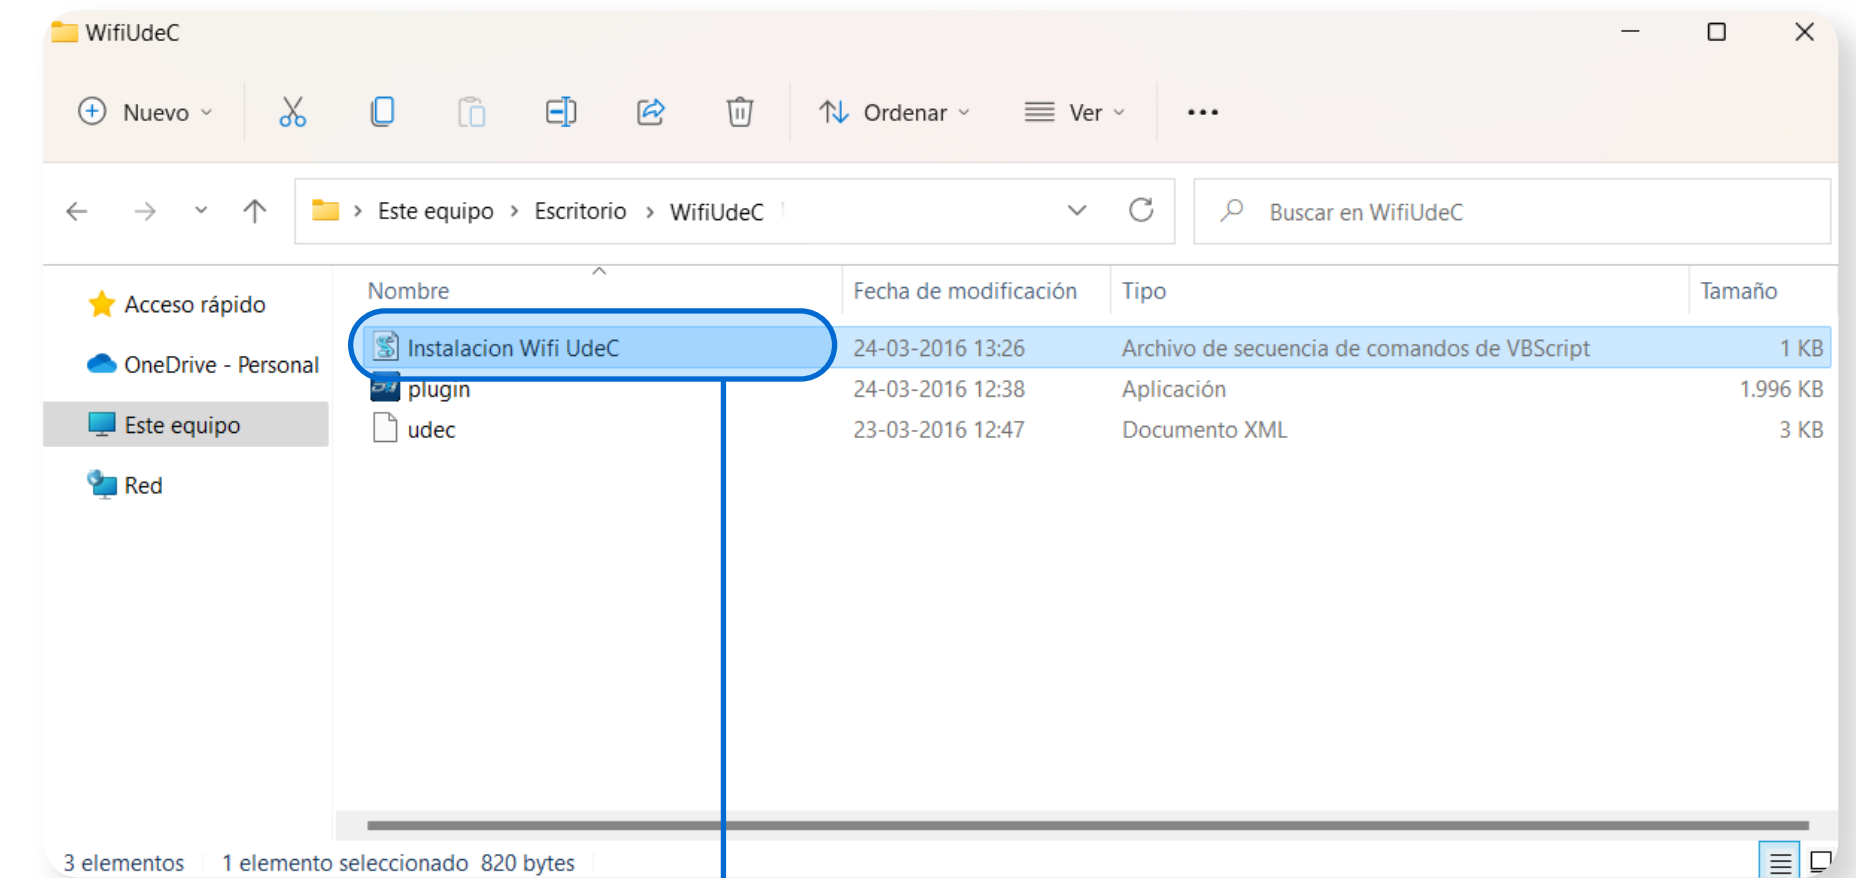 WifiUdeC
Nuevo
Ordenar
Ver
Este equipo > Escritorio > WifiUdeC
Buscar en WifiUdeC
Nombre Fecha de modificación Tipo Tamaño
Acceso rápido
OneDrive - Personal
Este equipo
Red
Instalacion Wifi UdeC 24-03-2016 13:26 Archivo de secuencia de comandos de VBScript 1 KB
plugin 24-03-2016 12:38 Aplicación 1.996 KB
udec 23-03-2016 12:47 Documento XML 3 KB
3 elementos 1 elemento seleccionado 820 bytes